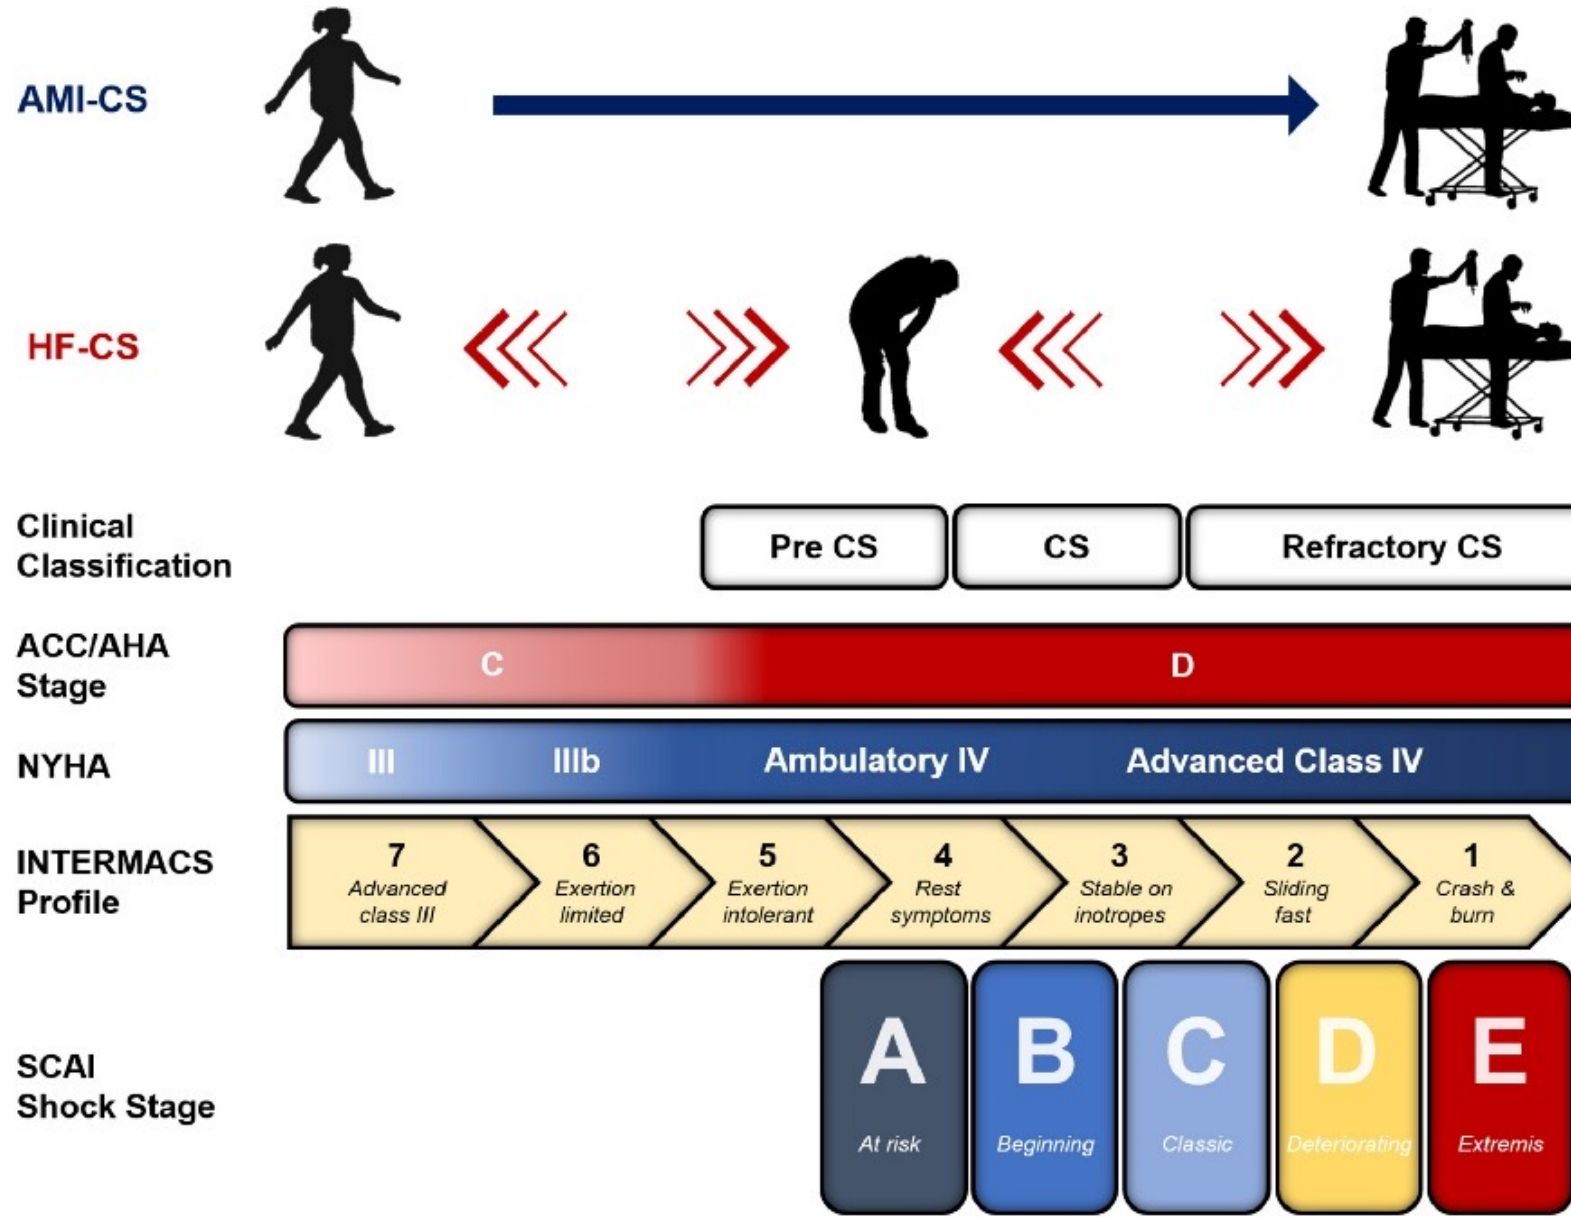 AMI-CS
HF-CS
Clinical
Classification
Pre CS
CS
Refractory CS
ACC/AHA
Stage
C
D
NYHA
III
IIIb
Ambulatory IV
Advanced Class IV
INTERMACS
Profile
7
Advanced
class III
6
Exertion
limited
5
Exertion
intolerant
4
Rest
symptoms
3
Stable on
inotropes
2
Sliding
fast
1
Crash &
burn
SCAI
Shock Stage
A
At risk
B
Beginning
C
Classic
D
Deteriorating
E
Extremis